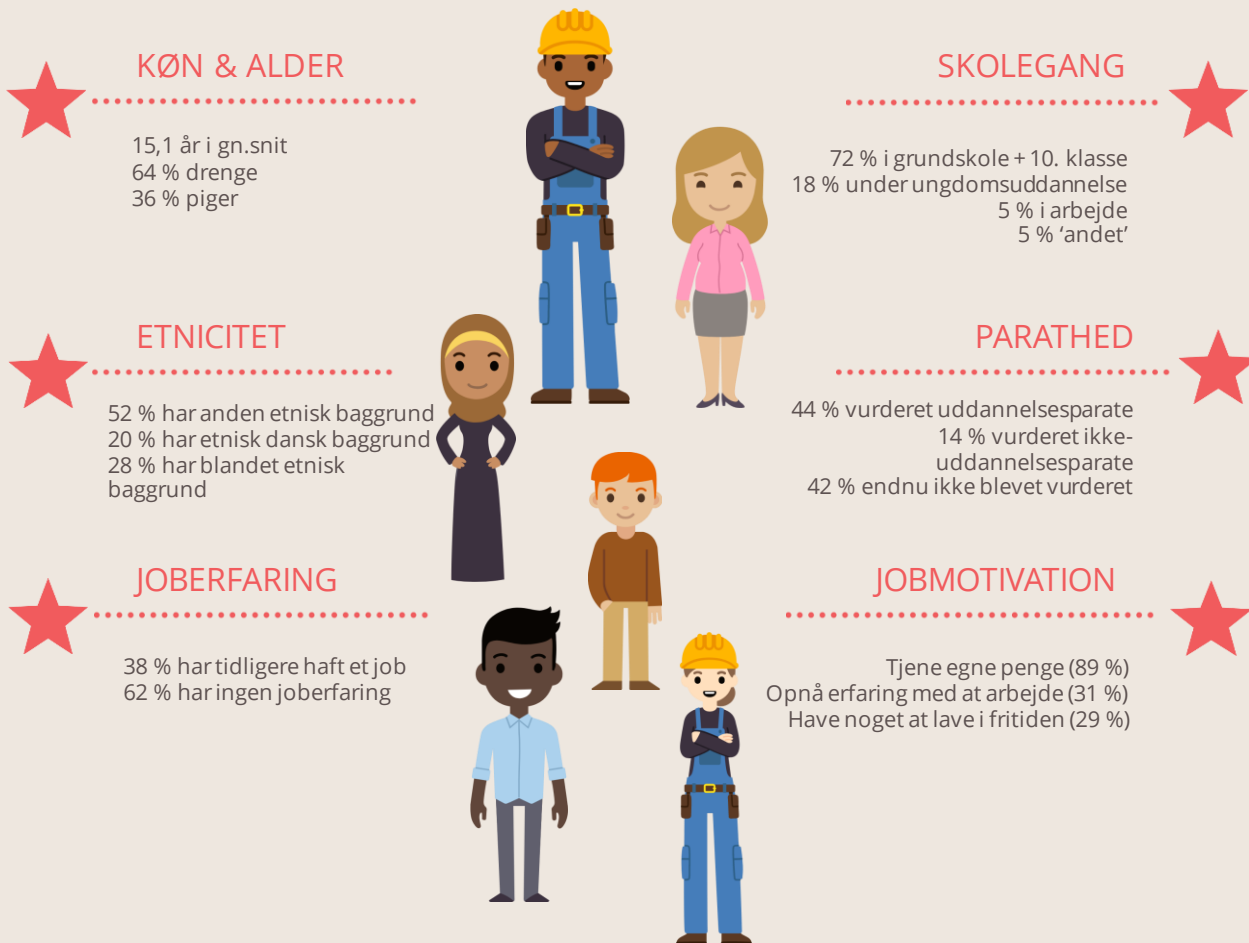 KØN & ALDER
15,1 år i gn.snit
64 % drenge
36 % piger
SKOLEGANG
72 % i grundskole + 10. klasse
18 % under ungdomsuddannelse
5 % i arbejde
5 % ‘andet’
ETNICITET
52 % har anden etnisk baggrund
20 % har etnisk dansk baggrund
28 % har blandet etnisk
baggrund
PARATHED
44 % vurderet uddannelsesparate
14 % vurderet ikke-
uddannelsesparate
42 % endnu ikke blevet vurderet
JOBERFARING
38 % har tidligere haft et job
62 % har ingen joberfaring
JOBMOTIVATION
Tjene egne penge (89 %)
Opnå erfaring med at arbejde (31 %)
Have noget at lave i fritiden (29 %)